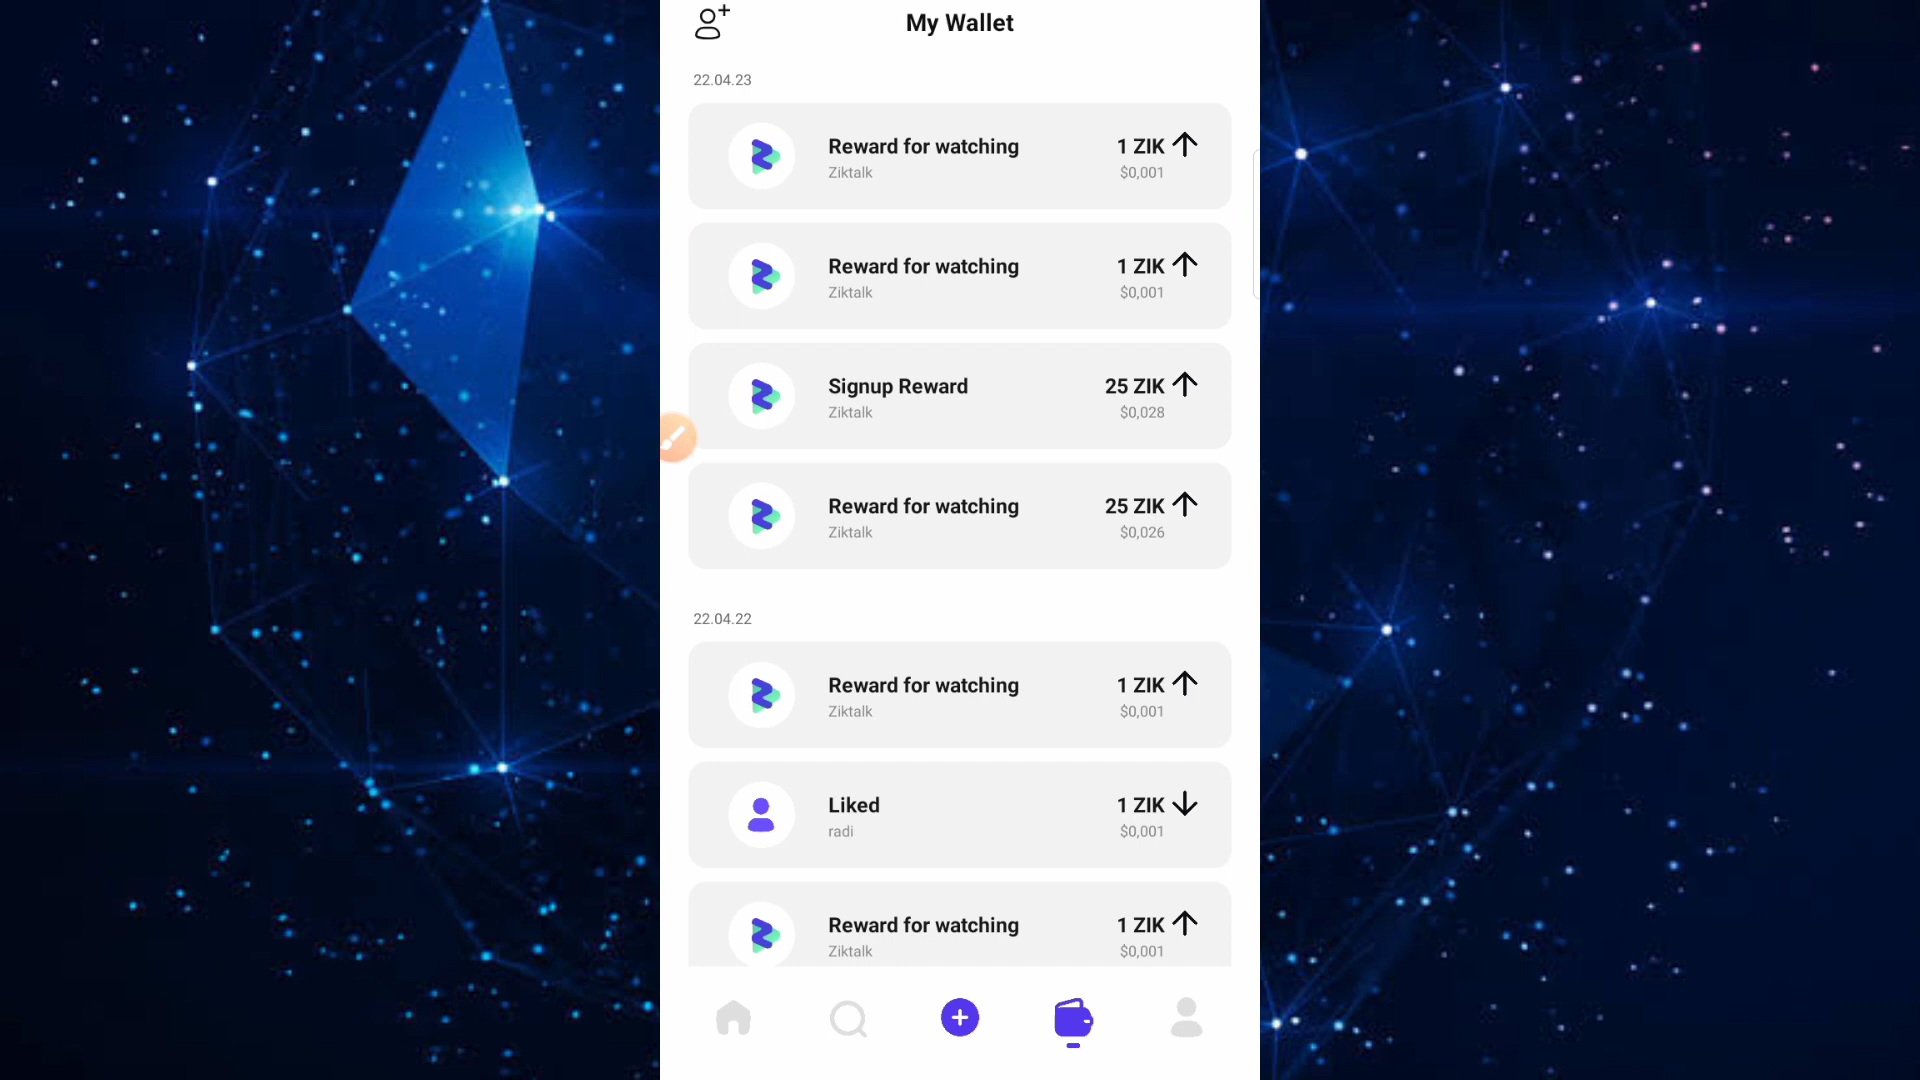 My Wallet
22.04.23
Reward for watching 1 ZIK
Ziktalk $0,001
Reward for watching 1 ZIK
Ziktalk $0,001
Signup Reward 25 ZIK
Ziktalk $0,028
Reward for watching 25 ZIK
Ziktalk $0,026
22.04.22
Reward for watching 1 ZIK
Ziktalk $0,001
Liked 1 ZIK
radi $0,001
Reward for watching 1 ZIK
Ziktalk $0,001